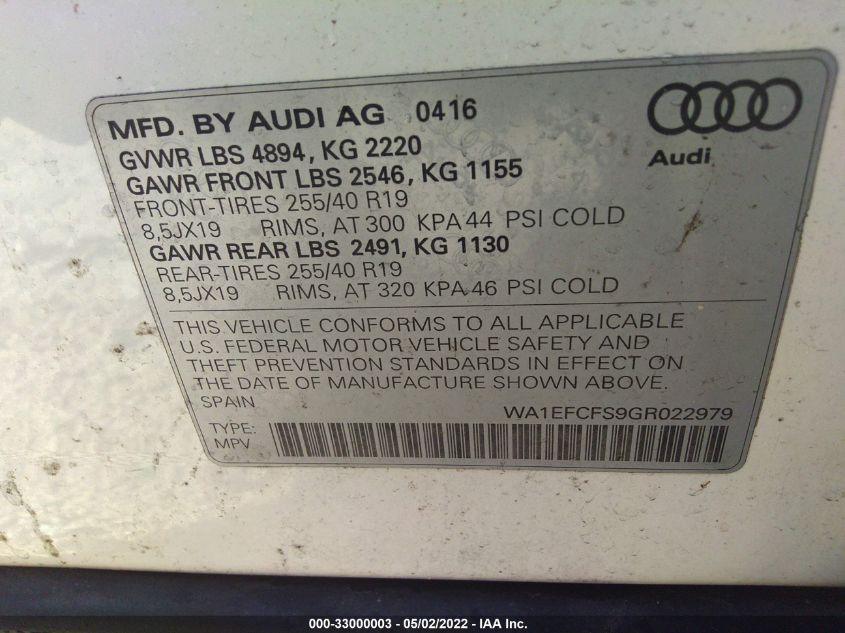 MFD. BY AUDI AG 0416
GVWR LBS 4894, KG 2220
GAWR FRONT LBS 2546, KG 1155
FRONT-TIRES 255/40 R19
8,5JX19 RIMS, AT 300 KPA 44 PSI COLD
GAWR REAR LBS 2491, KG 1130
REAR-TIRES 255/40 R19
8,5JX19 RIMS, AT 320 KPA 46 PSI COLD
Audi
THIS VEHICLE CONFORMS TO ALL APPLICABLE
U.S. FEDERAL MOTOR VEHICLE SAFETY AND
THEFT PREVENTION STANDARDS IN EFFECT ON
THE DATE OF MANUFACTURE SHOWN ABOVE.
SPAIN
WA1EFCFS9GR022979
TYPE:
MPV
000-33000003 - 05/02/2022 - IAA Inc.